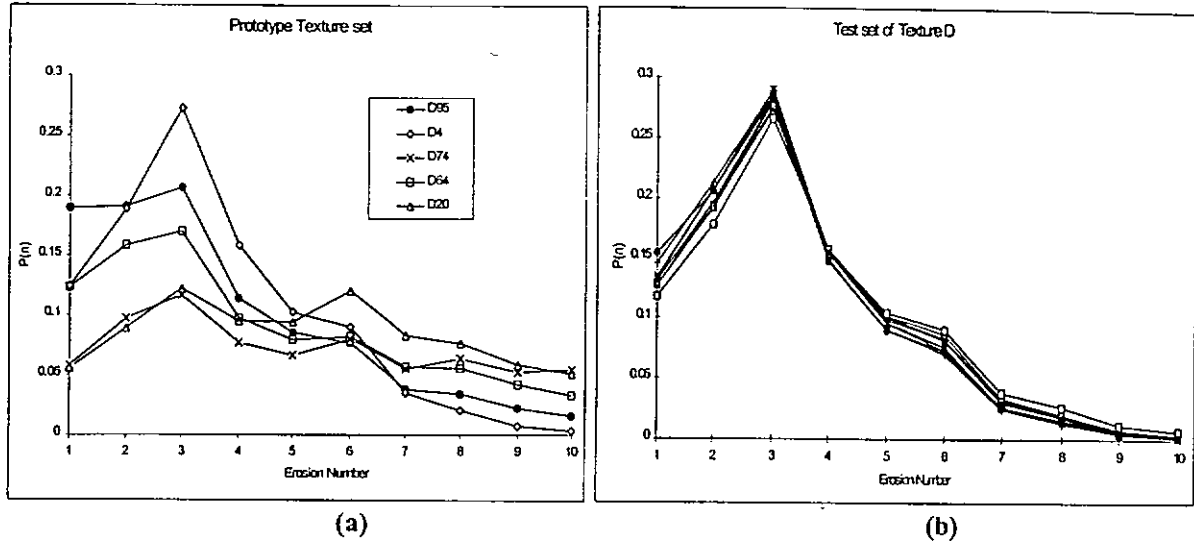 Prototype Texture set
0.3
0.25
0.2
0.15
0.1
0.05
0
P(n)
1 2 3 4 5 6 7 8 9 10
Erosion Number
D95
D4
D74
D64
D20
(a)
Test set of Texture D
0.3
0.25
0.2
0.15
0.1
0.05
0
P(n)
1 2 3 4 5 6 7 8 9 10
Erosion Number
(b)